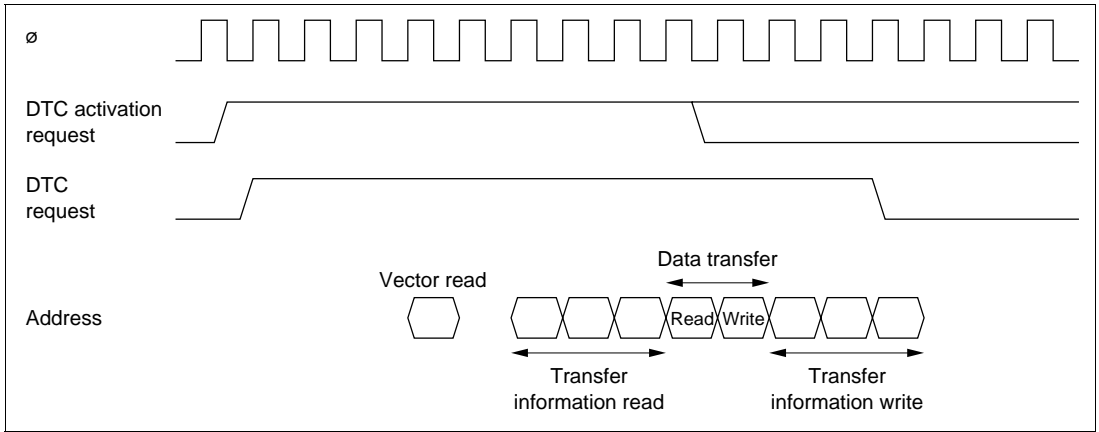 ø
DTC activation
request
DTC
request
Data transfer
Vector read
Address
Read
Write
Transfer
information read
Transfer
information write